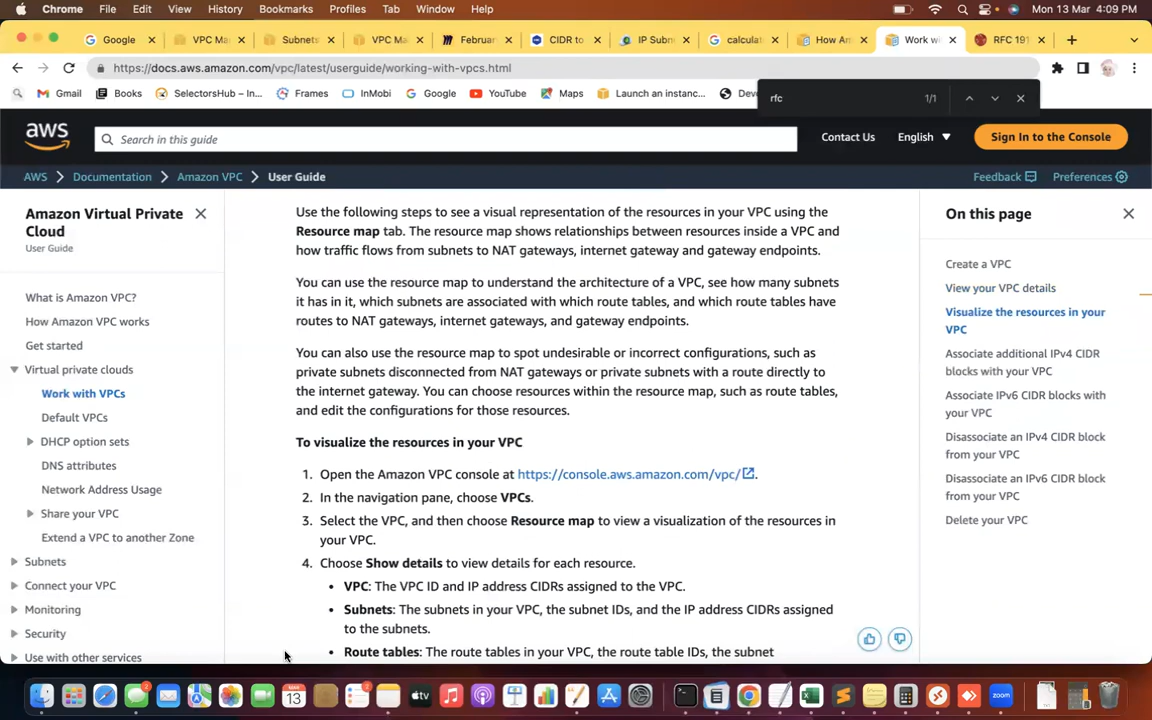 Chrome File Edit View History Bookmarks Profiles Tab Window Help Mon 13 Mar 4:09 PM
Google VPC Ma Subnets VPC Ma Februar CIDR to IP Subn calcula How Am Work w RFC 191
https://docs.aws.amazon.com/vpc/latest/userguide/working-with-vpcs.html
Gmail Books SelectorsHub – In... Frames InMobi Google YouTube Maps Launch an instanc...
rfc 1/1
aws
Search in this guide
Contact Us English Sign In to the Console
AWS Documentation Amazon VPC User Guide Feedback Preferences
Amazon Virtual Private
Cloud
User Guide
What is Amazon VPC?
How Amazon VPC works
Get started
Virtual private clouds
Work with VPCs
Default VPCs
DHCP option sets
DNS attributes
Network Address Usage
Share your VPC
Extend a VPC to another Zone
Subnets
Connect your VPC
Monitoring
Security
Use with other services
Use the following steps to see a visual representation of the resources in your VPC using the
Resource map tab. The resource map shows relationships between resources inside a VPC and
how traffic flows from subnets to NAT gateways, internet gateway and gateway endpoints.
You can use the resource map to understand the architecture of a VPC, see how many subnets
it has in it, which subnets are associated with which route tables, and which route tables have
routes to NAT gateways, internet gateways, and gateway endpoints.
You can also use the resource map to spot undesirable or incorrect configurations, such as
private subnets disconnected from NAT gateways or private subnets with a route directly to
the internet gateway. You can choose resources within the resource map, such as route tables,
and edit the configurations for those resources.
To visualize the resources in your VPC
1. Open the Amazon VPC console at https://console.aws.amazon.com/vpc/.
2. In the navigation pane, choose VPCs.
3. Select the VPC, and then choose Resource map to view a visualization of the resources in
your VPC.
4. Choose Show details to view details for each resource.
• VPC: The VPC ID and IP address CIDRs assigned to the VPC.
• Subnets: The subnets in your VPC, the subnet IDs, and the IP address CIDRs assigned
to the subnets.
• Route tables: The route tables in your VPC, the route table IDs, the subnet
On this page
Create a VPC
View your VPC details
Visualize the resources in your
VPC
Associate additional IPv4 CIDR
blocks with your VPC
Associate IPv6 CIDR blocks with
your VPC
Disassociate an IPv4 CIDR block
from your VPC
Disassociate an IPv6 CIDR block
from your VPC
Delete your VPC
13
tv
zoom